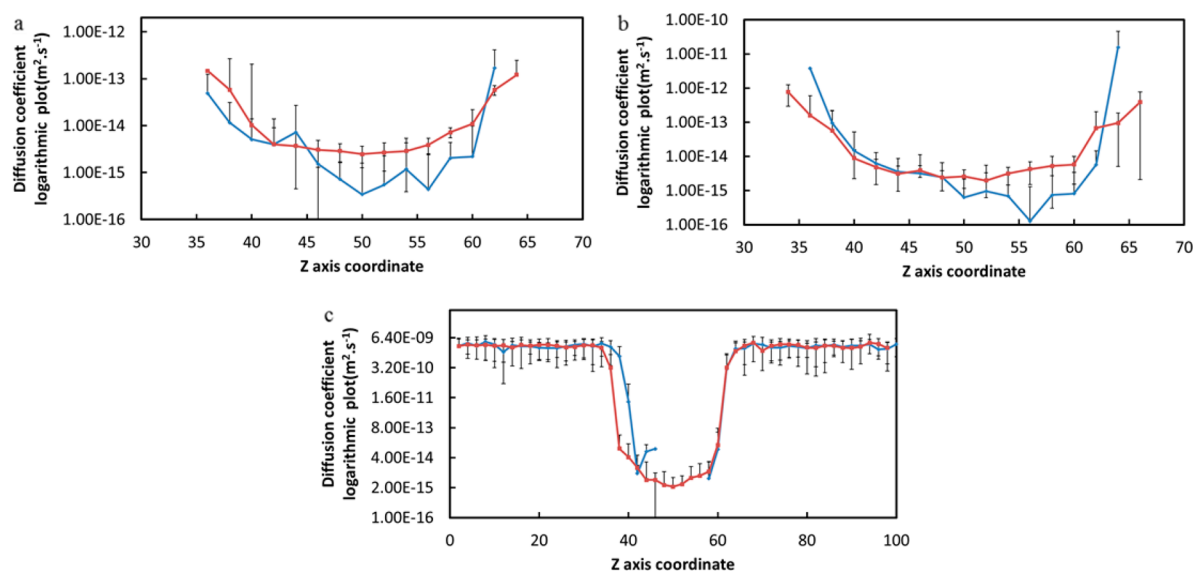 a
Diffusion coefficient
logarithmic plot(m².s⁻¹)
1.00E-12
1.00E-13
1.00E-14
1.00E-15
1.00E-16
30 35 40 45 50 55 60 65 70
Z axis coordinate
b
Diffusion coefficient
logarithmic plot(m².s⁻¹)
1.00E-10
1.00E-11
1.00E-12
1.00E-13
1.00E-14
1.00E-15
1.00E-16
30 35 40 45 50 55 60 65 70
Z axis coordinate
c
Diffusion coefficient
logarithmic plot(m².s⁻¹)
6.40E-09
3.20E-10
1.60E-11
8.00E-13
4.00E-14
2.00E-15
1.00E-16
0 20 40 60 80 100
Z axis coordinate